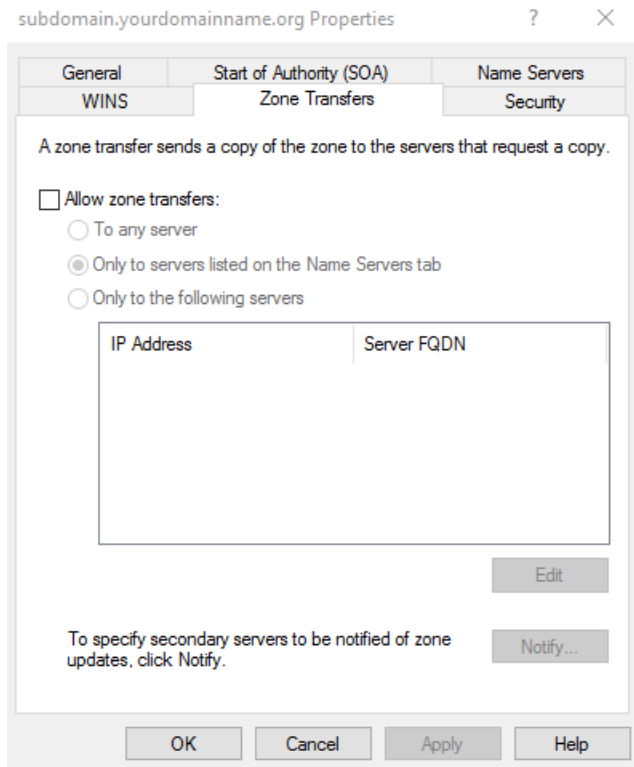 subdomain.yourdomainname.org Properties ?
General Start of Authority (SOA) Name Servers
WINS Zone Transfers Security
A zone transfer sends a copy of the zone to the servers that request a copy.
Allow zone transfers:
To any server
Only to servers listed on the Name Servers tab
Only to the following servers
IP Address Server FQDN
Edit
To specify secondary servers to be notified of zone
updates, click Notify.
Notify...
OK Cancel Apply Help